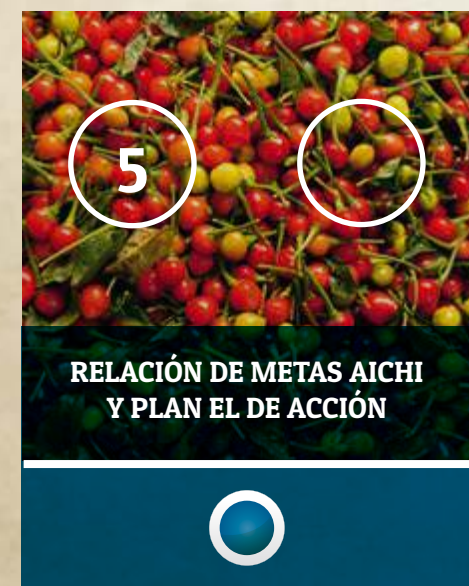 5
RELACIÓN DE METAS AICHI
Y PLAN EL DE ACCIÓN